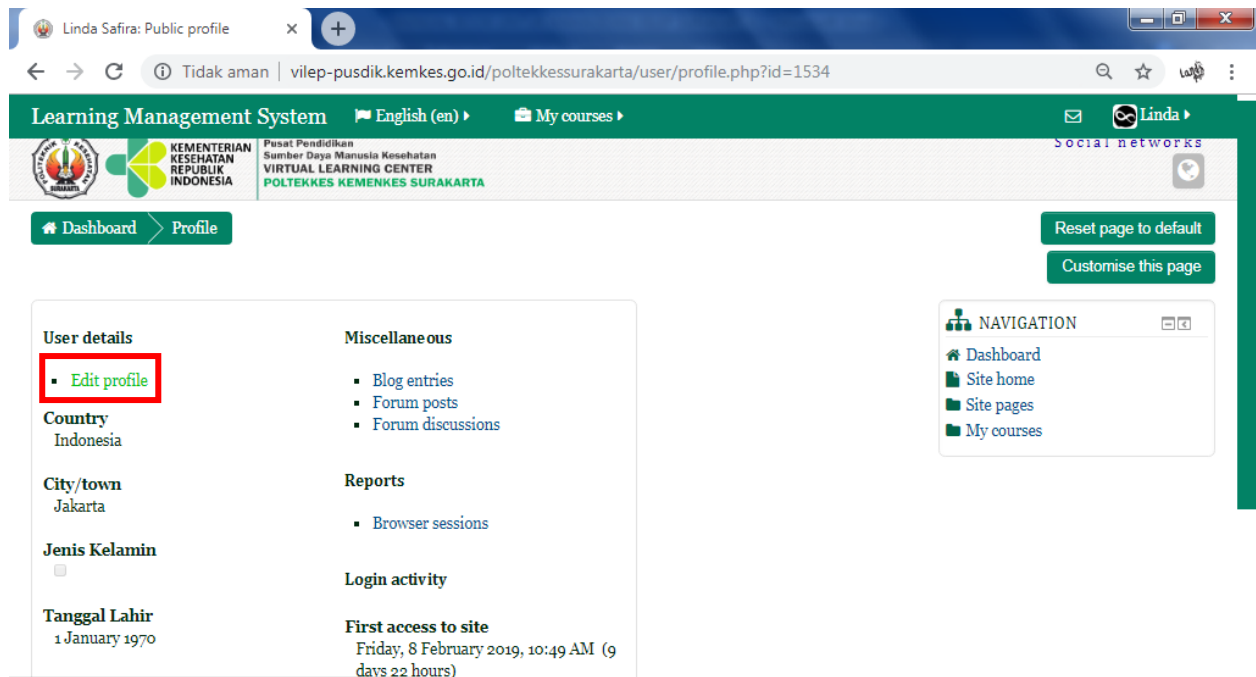 Linda Safira: Public profile
Tidak aman | vilep-pusdik.kemkes.go.id/poltekkessurakarta/user/profile.php?id=1534
Learning Management System English (en) My courses Linda
KEMENTERIAN
KESEHATAN
REPUBLIK
INDONESIA
Pusat Pendidikan
Sumber Daya Manusia Kesehatan
VIRTUAL LEARNING CENTER
POLTEKKES KEMENKES SURAKARTA
Social networks
Dashboard Profile
Reset page to default
Customise this page
User details
Edit profile
Country
Indonesia
City/town
Jakarta
Jenis Kelamin
Tanggal Lahir
1 January 1970
Miscellaneous
Blog entries
Forum posts
Forum discussions
Reports
Browser sessions
Login activity
First access to site
Friday, 8 February 2019, 10:49 AM (9
days 22 hours)
NAVIGATION
Dashboard
Site home
Site pages
My courses